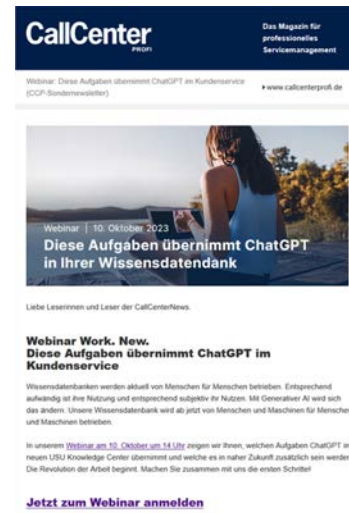 CallCenter
PROFI
Das Magazin für
professionelles
Servicemanagement
Webinar: Diese Aufgaben übernimmt ChatGPT im Kundenservice
(CCP-Sondernewsletter)
www.callcenterprofi.de
Webinar | 10. Oktober 2023
Diese Aufgaben übernimmt ChatGPT
in Ihrer Wissensdatendank
Liebe Leserinnen und Leser der CallCenterNews.
Webinar Work. New.
Diese Aufgaben übernimmt ChatGPT im
Kundenservice
Wissensdatenbanken werden aktuell von Menschen für Menschen betrieben. Entsprechend
aufwändig ist ihre Nutzung und entsprechend subjektiv ihr Nutzen. Mit Generativer AI wird sich
das ändern. Unsere Wissensdatenbank wird ab jetzt von Menschen und Maschinen für Menschen
und Maschinen betrieben.
In unserem Webinar am 10. Oktober um 14 Uhr zeigen wir Ihnen, welchen Aufgaben ChatGPT im
neuen USU Knowledge Center übernimmt und welche es in naher Zukunft zusätzlich sein werden.
Die Revolution der Arbeit beginnt. Machen Sie zusammen mit uns die ersten Schritte!
Jetzt zum Webinar anmelden